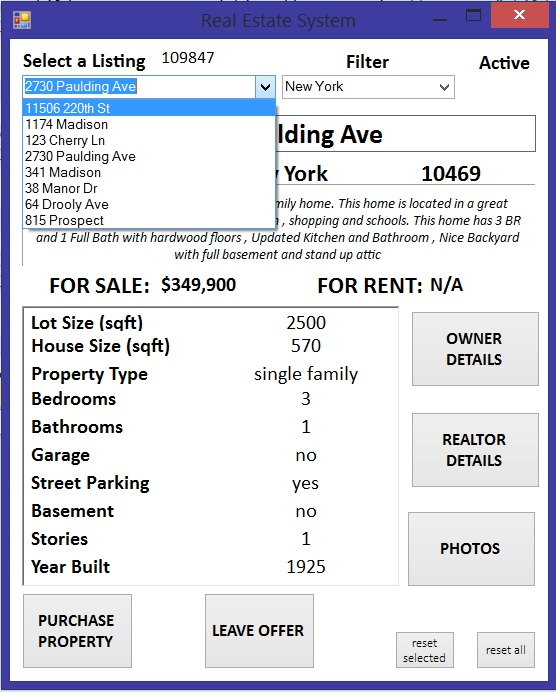 Real Estate System
Select a Listing 109847 Filter Active
2730 Paulding Ave New York
11506 220th St
1174 Madison
123 Cherry Ln
2730 Paulding Ave
341 Madison
38 Manor Dr
64 Drooly Ave
815 Prospect
lding Ave
York 10469
mily home. This home is located in a great
, shopping and schools. This home has 3 BR
and 1 Full Bath with hardwood floors , Updated Kitchen and Bathroom , Nice Backyard
with full basement and stand up attic
FOR SALE: $349,900 FOR RENT: N/A
Lot Size (sqft) 2500
House Size (sqft) 570
Property Type single family
Bedrooms 3
Bathrooms 1
Garage no
Street Parking yes
Basement no
Stories 1
Year Built 1925
OWNER
DETAILS
REALTOR
DETAILS
PHOTOS
PURCHASE
PROPERTY
LEAVE OFFER
reset
selected
reset all